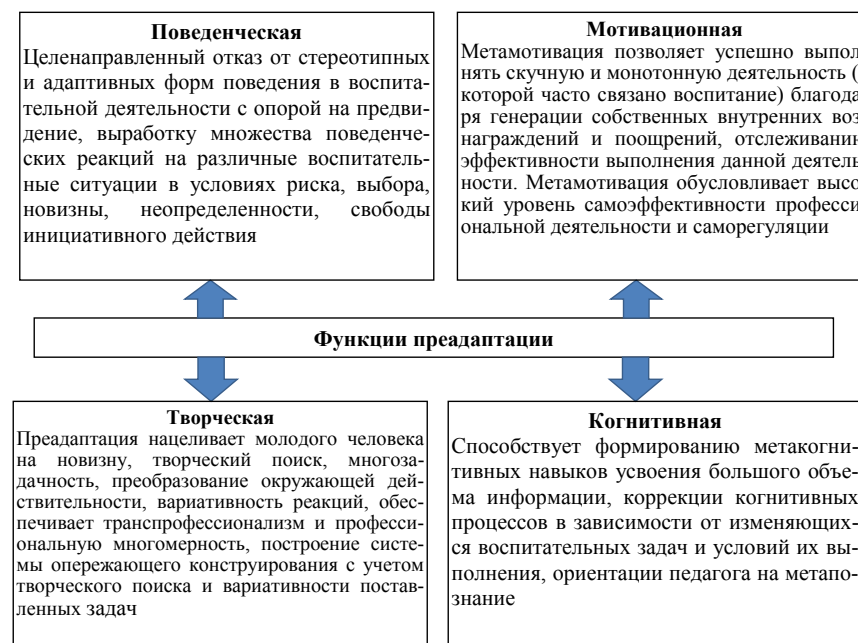 Поведенческая
Целенаправленный отказ от стереотипных
и адаптивных форм поведения в воспита-
тельной деятельности с опорой на предви-
дение, выработку множества поведенче-
ских реакций на различные воспитатель-
ные ситуации в условиях риска, выбора,
новизны, неопределенности, свободы
инициативного действия
Мотивационная
Метамотивация позволяет успешно выпол-
нять скучную и монотонную деятельность (
которой часто связано воспитание) благода-
ря генерации собственных внутренних воз
награждений и поощрений, отслеживани
эффективности выполнения данной деятель-
ности. Метамотивация обусловливает высо-
кий уровень самоэффективности професси-
ональной деятельности и саморегуляции
Функции преадаптации
Творческая
Преадаптация нацеливает молодого человека
на новизну, творческий поиск, многоза-
дачность, преобразование окружающей дей-
ствительности, вариативность реакций, обес-
печивает транспрофессионализм и професси-
ональную многомерность, построение систе-
мы опережающего конструирования с учетом
творческого поиска и вариативности постав-
ленных задач
Когнитивная
Способствует формированию метакогни-
тивных навыков усвоения большого объе-
ма информации, коррекции когнитивных
процессов в зависимости от изменяющих-
ся воспитательных задач и условий их вы-
полнения, ориентации педагога на метапо-
знание